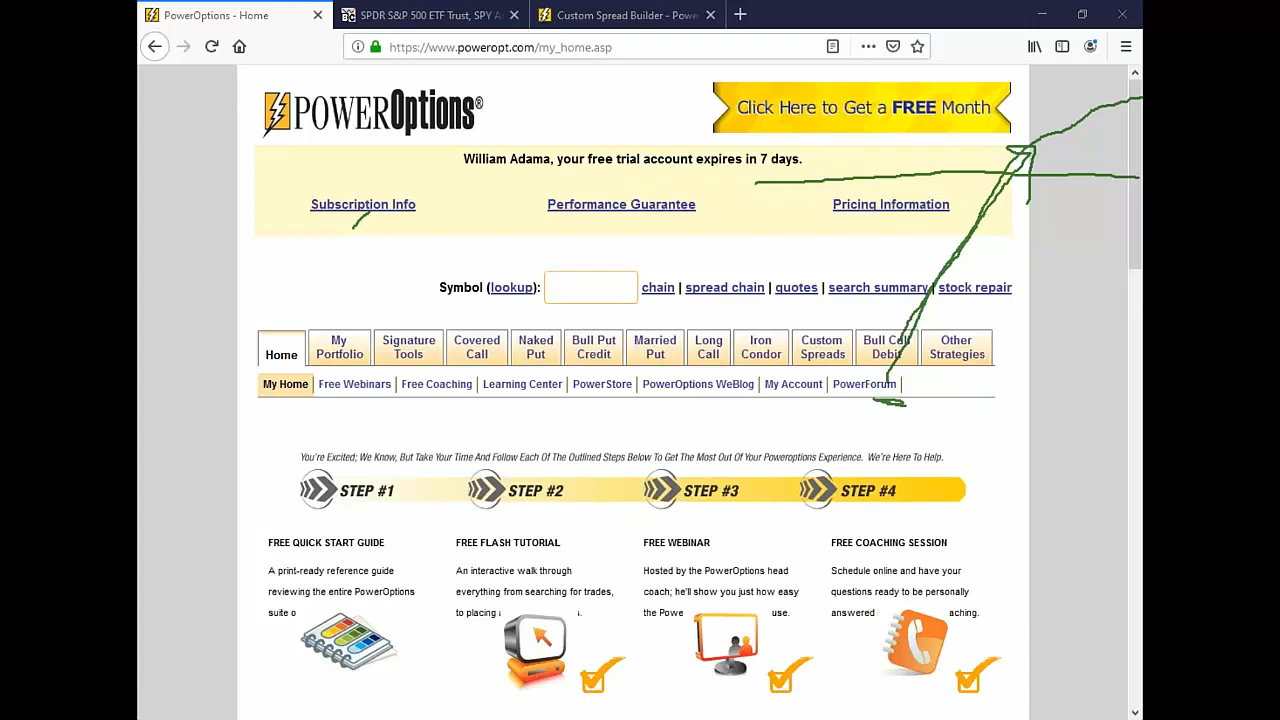 PowerOptions - Home
SPDR S&P 500 ETF Trust, SPY A
Custom Spread Builder - Powe
https://www.poweropt.com/my_home.asp
POWEROptions®
Click Here to Get a FREE Month
William Adama, your free trial account expires in 7 days.
Subscription Info Performance Guarantee Pricing Information
Symbol (lookup): chain | spread chain | quotes | search summary | stock repair
Home
My Portfolio
Signature Tools
Covered Call
Naked Put
Bull Put Credit
Married Put
Long Call
Iron Condor
Custom Spreads
Bull Call Debit
Other Strategies
My Home | Free Webinars | Free Coaching | Learning Center | PowerStore | PowerOptions WeBlog | My Account | PowerForum |
You're Excited; We Know, But Take Your Time And Follow Each Of The Outlined Steps Below To Get The Most Out Of Your Poweroptions Experience. We're Here To Help.
STEP #1 STEP #2 STEP #3 STEP #4
FREE QUICK START GUIDE
A print-ready reference guide
reviewing the entire PowerOptions
suite o
FREE FLASH TUTORIAL
An interactive walk through
everything from searching for trades,
to placing
FREE WEBINAR
Hosted by the PowerOptions head
coach; he'll show you just how easy
the Powe use.
FREE COACHING SESSION
Schedule online and have your
questions ready to be personally
answered aching.